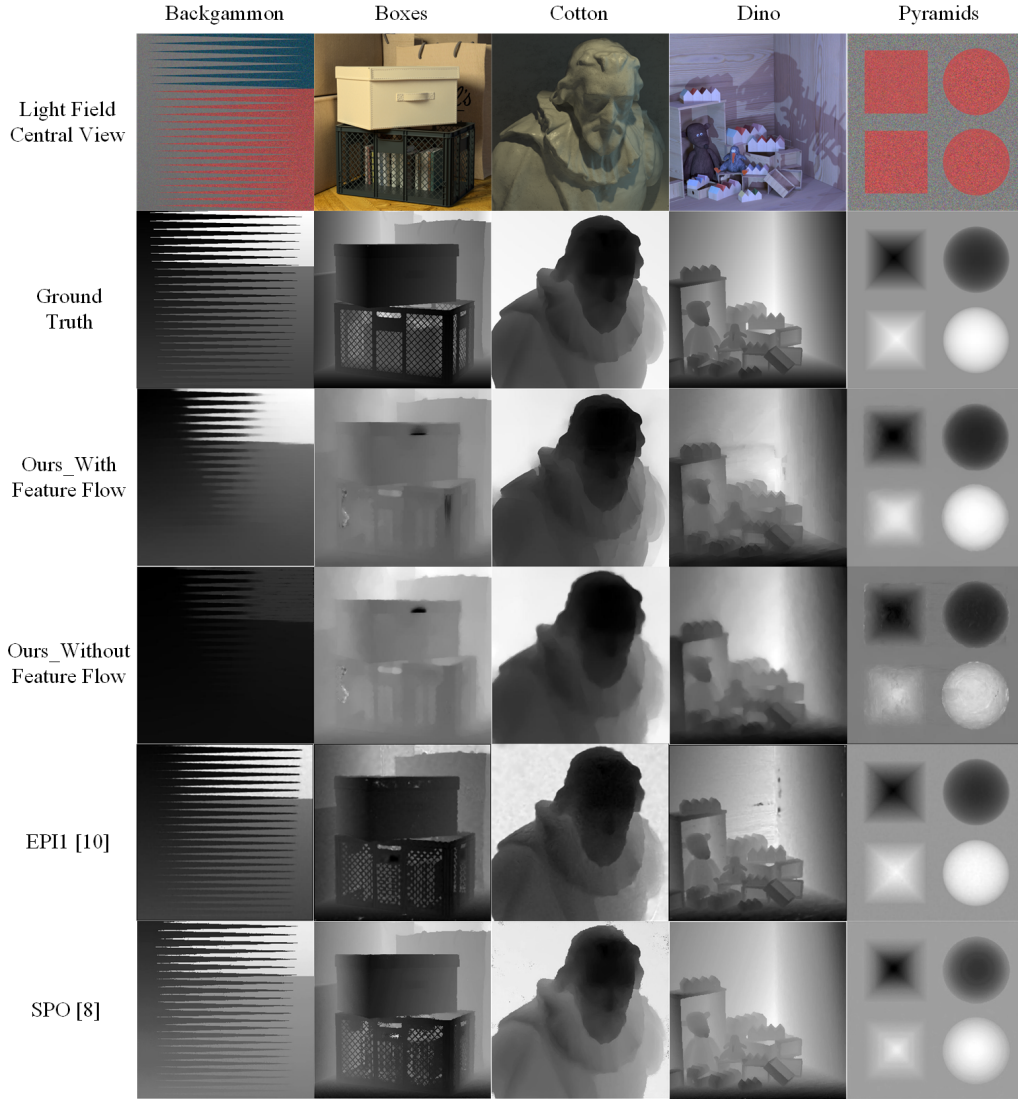 Backgammon Boxes Cotton Dino Pyramids
Light Field
Central View
Ground
Truth
Ours_With
Feature Flow
Ours_Without
Feature Flow
EPI1 [10]
SPO [8]